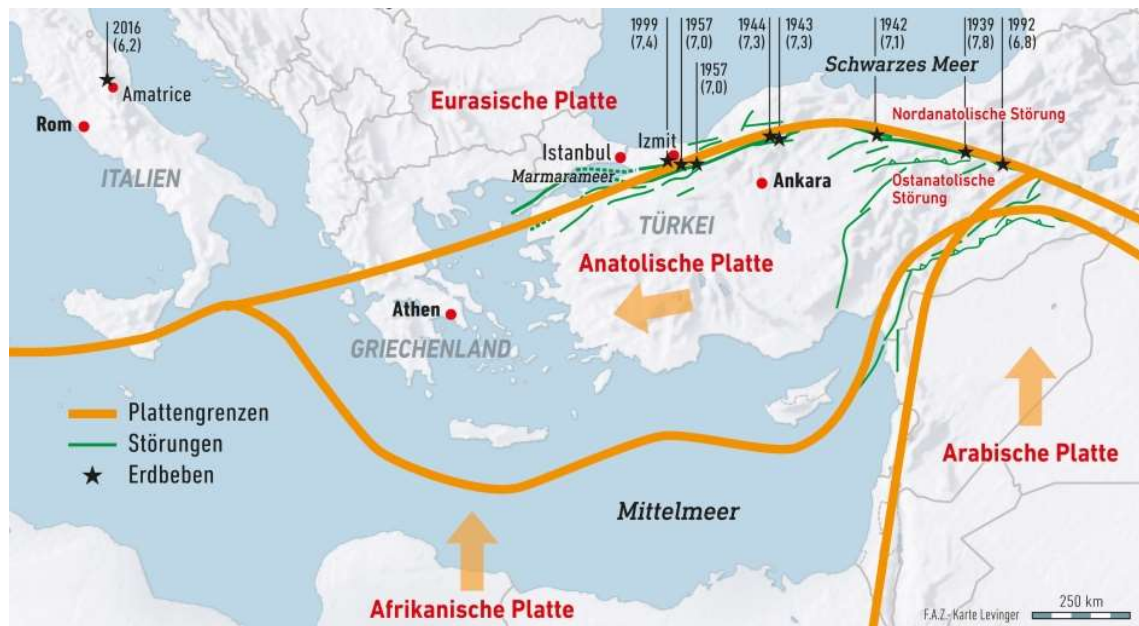 2016
(6,2)
1999
(7,4)
1957
(7,0)
1957
(7,0)
1944
(7,3)
1943
(7,3)
1942
(7,1)
1939
(7,8)
1992
(6,8)
Schwarzes Meer
Amatrice
Rom
ITALIEN
Eurasische Platte
Nordanatolische Störung
Istanbul
Izmit
Marmarameer
Ankara
Ostanatolische
Störung
TÜRKEI
Anatolische Platte
Athen
GRIECHENLAND
Plattengrenzen
Störungen
Erdbeben
Arabische Platte
Mittelmeer
Afrikanische Platte
F.A.Z.-Karte Levinger
250 km